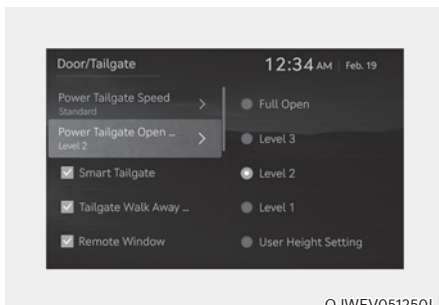 Door/Tailgate
12:34 AM Feb. 19
Power Tailgate Speed
Standard
Power Tailgate Open ...
Level 2
Smart Tailgate
Tailgate Walk Away ...
Remote Window
Full Open
Level 3
Level 2
Level 1
User Height Setting